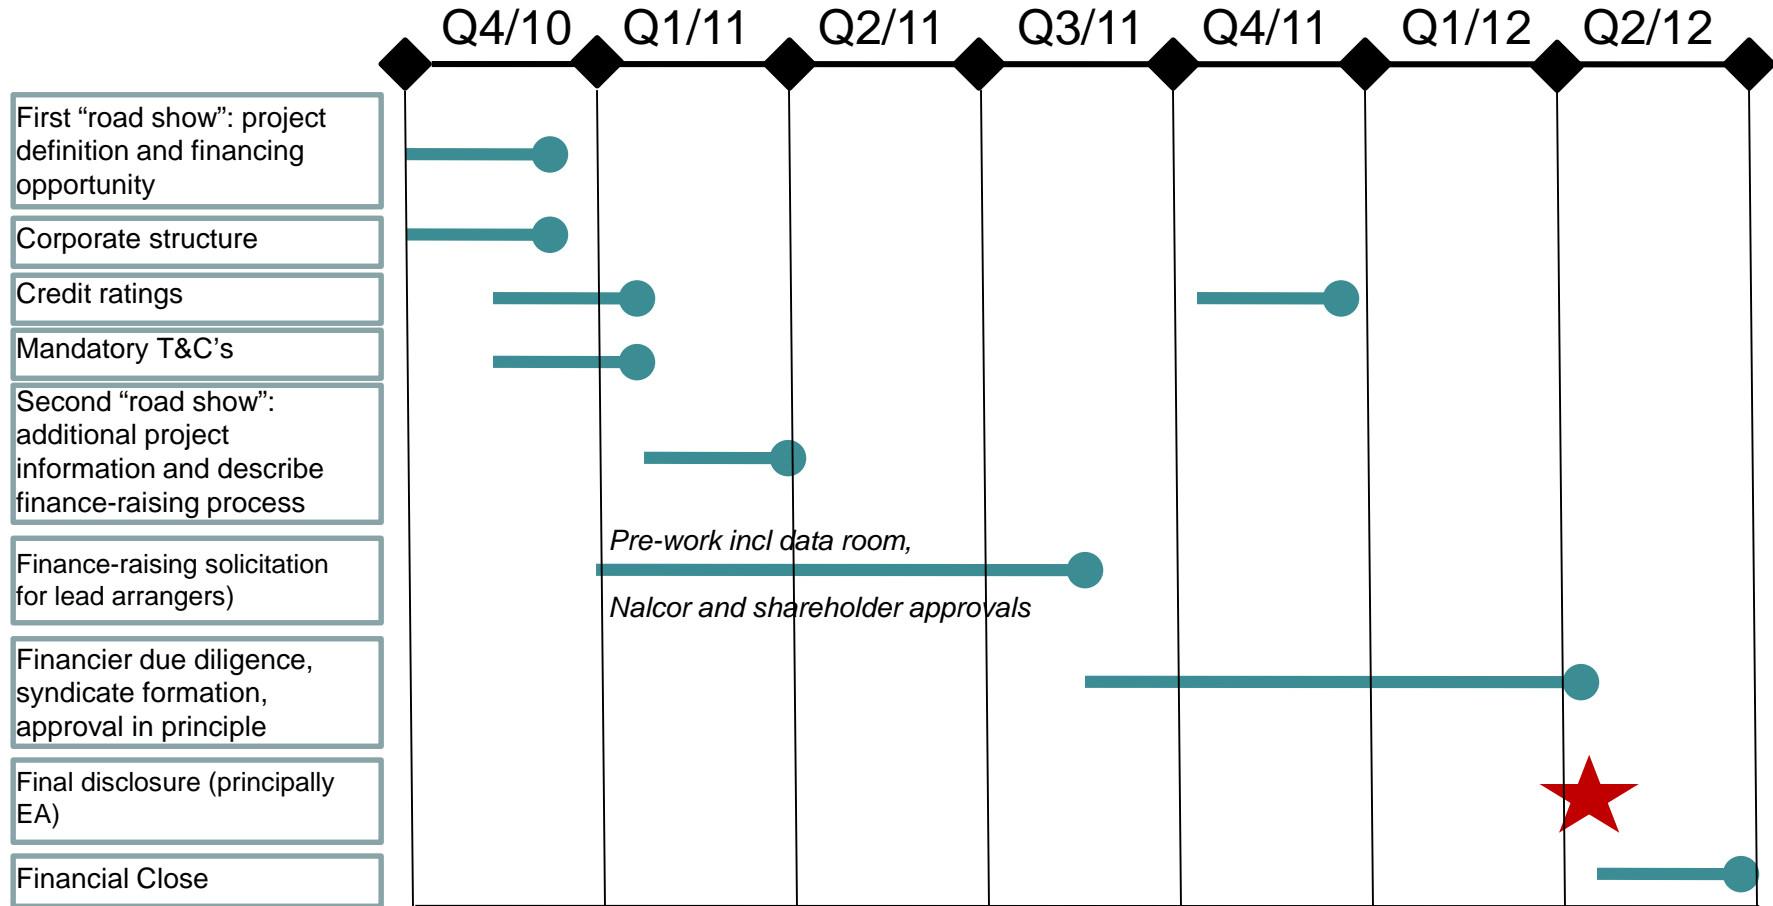 Q4/10 Q1/11 Q2/11 Q3/11 Q4/11 Q1/12 Q2/12
First “road show”: project
definition and financing
opportunity
Corporate structure
Credit ratings
Mandatory T&C’s
Second “road show”:
additional project
information and describe
finance-raising process
Pre-work incl data room,
Finance-raising solicitation
for lead arrangers)
Nalcor and shareholder approvals
Financier due diligence,
syndicate formation,
approval in principle
Final disclosure (principally
EA)
Financial Close